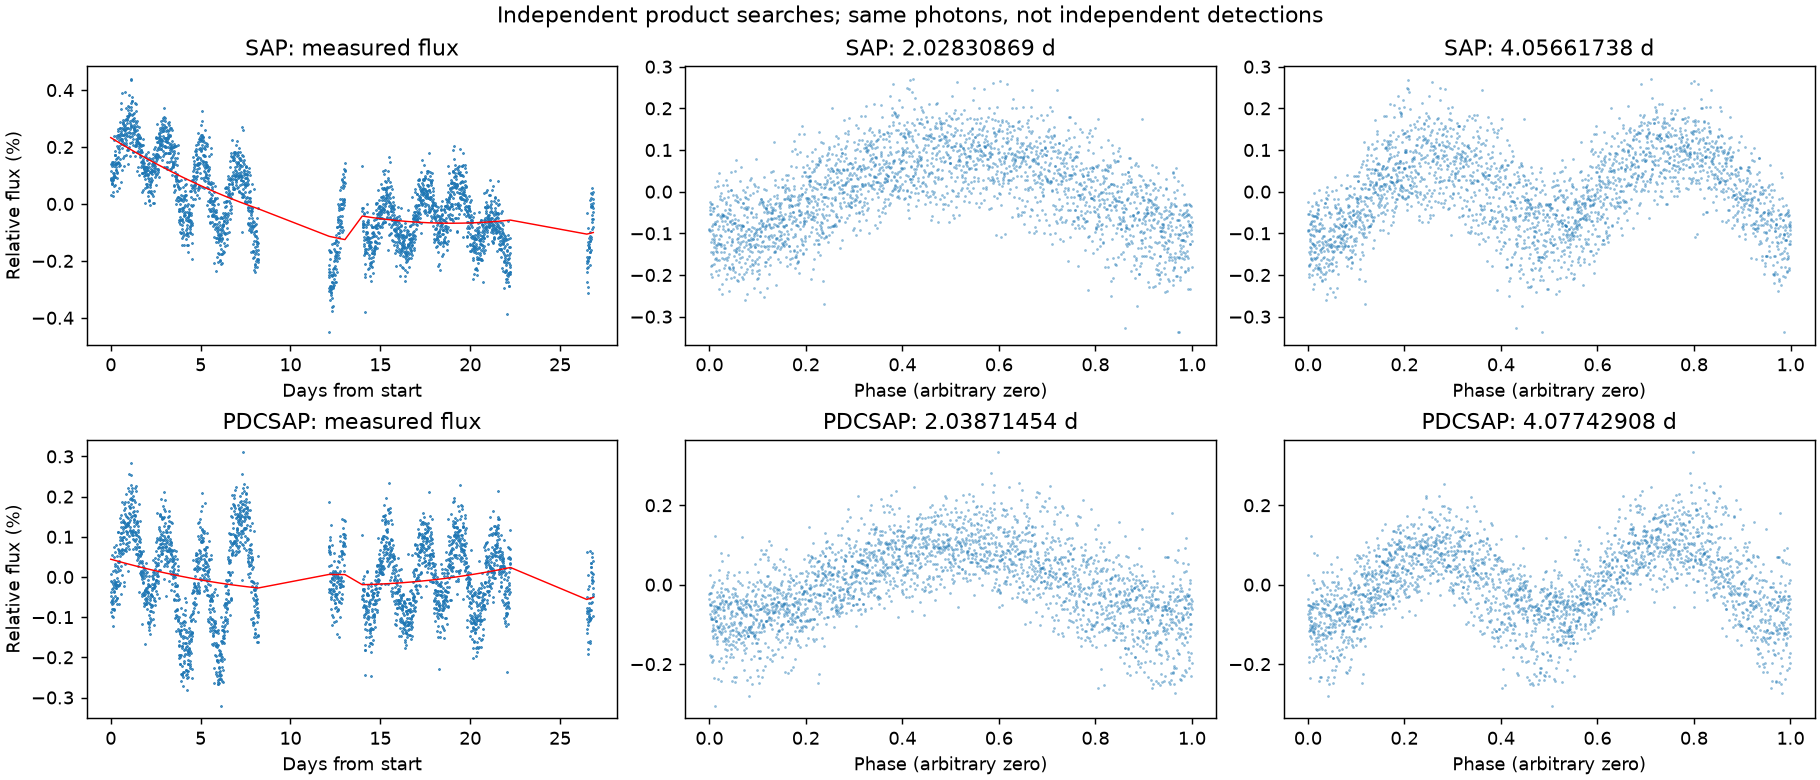 Independent product searches; same photons, not independent detections
SAP: measured flux
SAP: 2.02830869 d
SAP: 4.05661738 d
Relative flux (%)
0.4
0.2
0.0
−0.2
−0.4
0 5 10 15 20 25
Days from start
0.3
0.2
0.1
0.0
−0.1
−0.2
−0.3
0.0 0.2 0.4 0.6 0.8 1.0
Phase (arbitrary zero)
0.3
0.2
0.1
0.0
−0.1
−0.2
−0.3
0.0 0.2 0.4 0.6 0.8 1.0
Phase (arbitrary zero)
PDCSAP: measured flux
PDCSAP: 2.03871454 d
PDCSAP: 4.07742908 d
Relative flux (%)
0.3
0.2
0.1
0.0
−0.1
−0.2
−0.3
0 5 10 15 20 25
Days from start
0.2
0.0
−0.2
0.0 0.2 0.4 0.6 0.8 1.0
Phase (arbitrary zero)
0.2
0.0
−0.2
0.0 0.2 0.4 0.6 0.8 1.0
Phase (arbitrary zero)